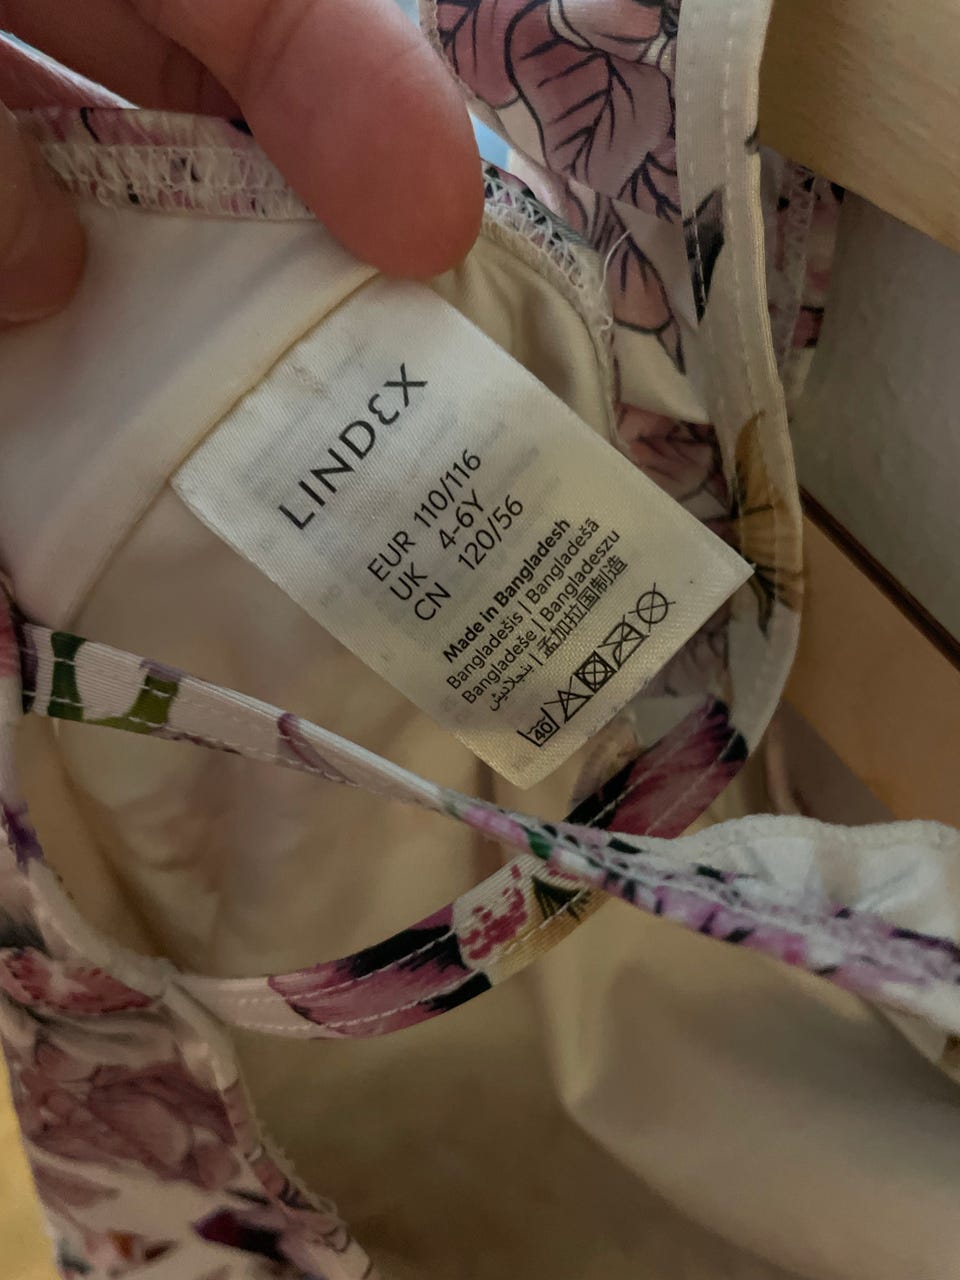 LINDEX
EUR 110/116
UK 4-6Y
CN 120/56
Made in Bangladesh
Bangladešis | Bangladešā
Bangladeše | Bangladeszu
بنجلاديش | 孟加拉国制造
40